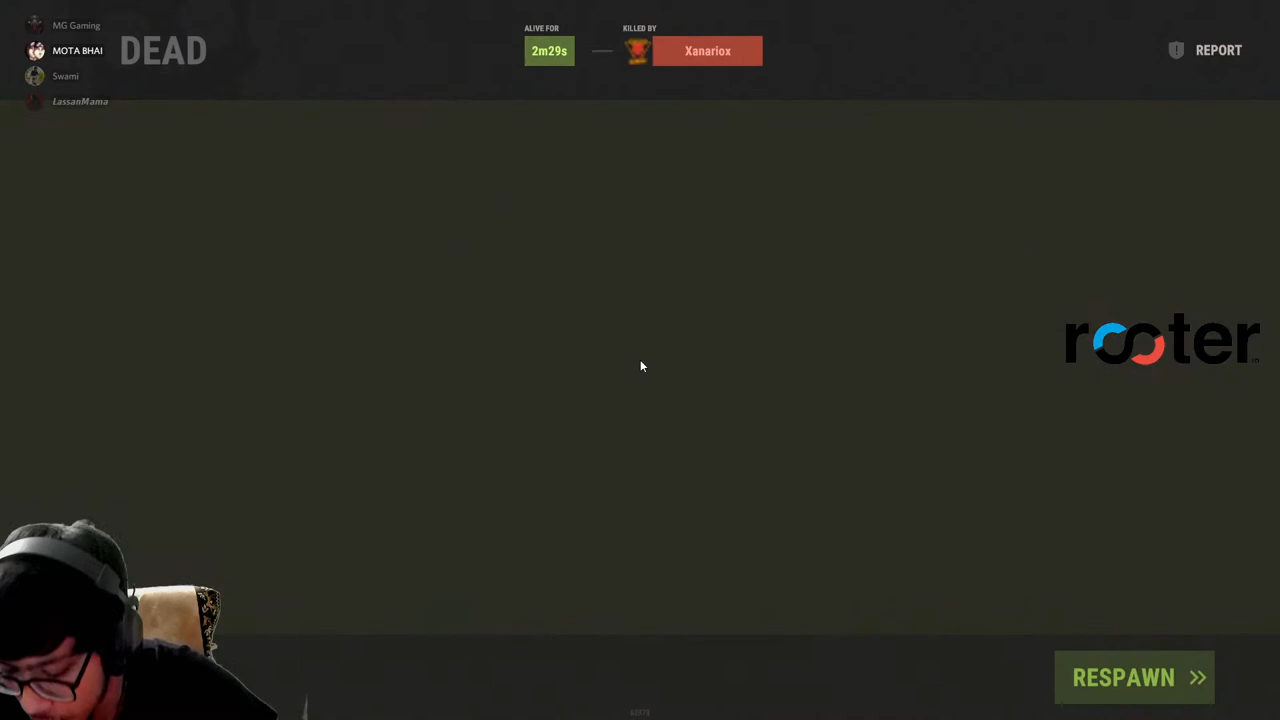 MG Gaming
MOTA BHAI
Swami
LassanMama
DEAD
ALIVE FOR
2m29s
KILLED BY
Xanariox
REPORT
rooter
RESPAWN